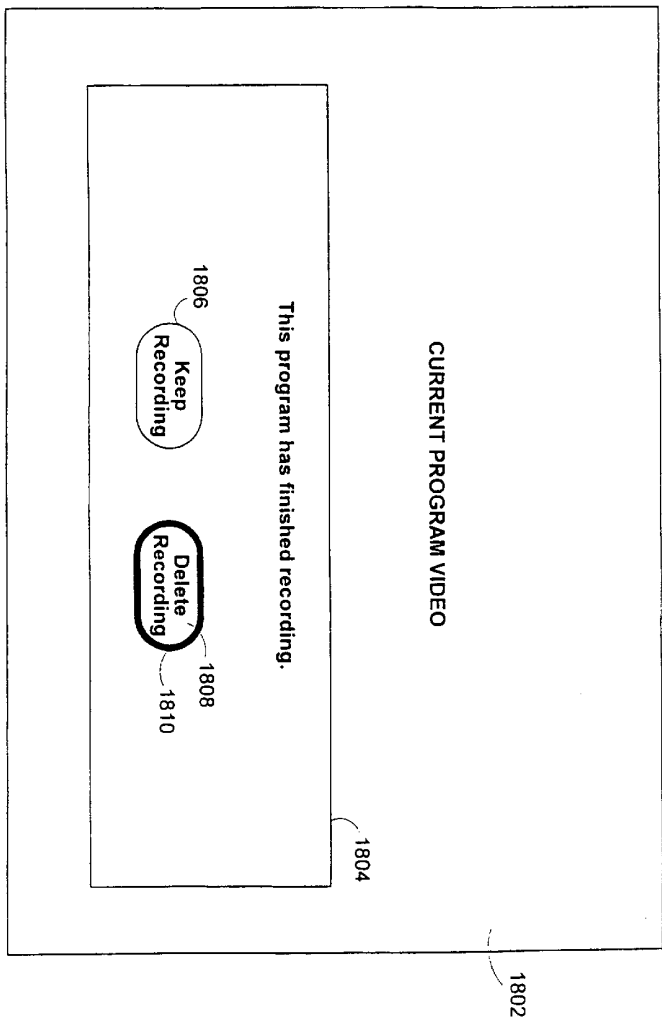 CURRENT PROGRAM VIDEO
This program has finished recording.
Keep
Recording
Delete
Recording
1802
1804
1806
1808
1810